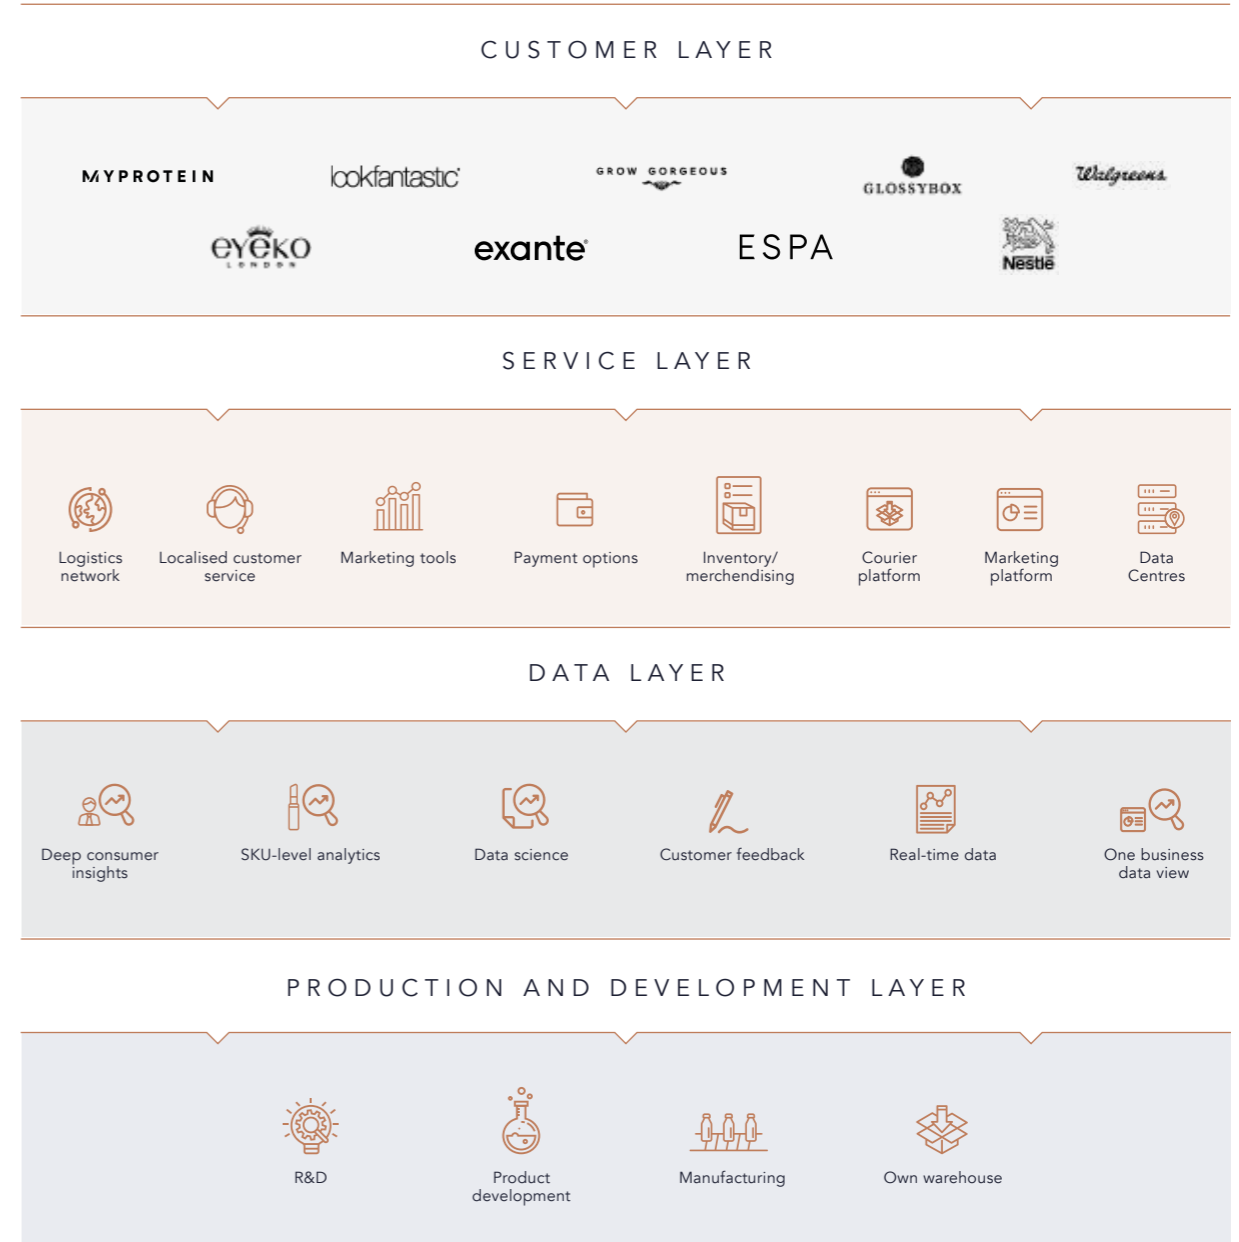 CUSTOMER LAYER
MYPROTEIN
lookfantastic
GROW GORGEOUS
GLOSSYBOX
Walgreens
eyeko
LONDON
exante
ESPA
Nestlé
SERVICE LAYER
Logistics
network
Localised customer
service
Marketing tools
Payment options
Inventory/
merchendising
Courier
platform
Marketing
platform
Data
Centres
DATA LAYER
Deep consumer
insights
SKU-level analytics
Data science
Customer feedback
Real-time data
One business
data view
PRODUCTION AND DEVELOPMENT LAYER
R&D
Product
development
Manufacturing
Own warehouse